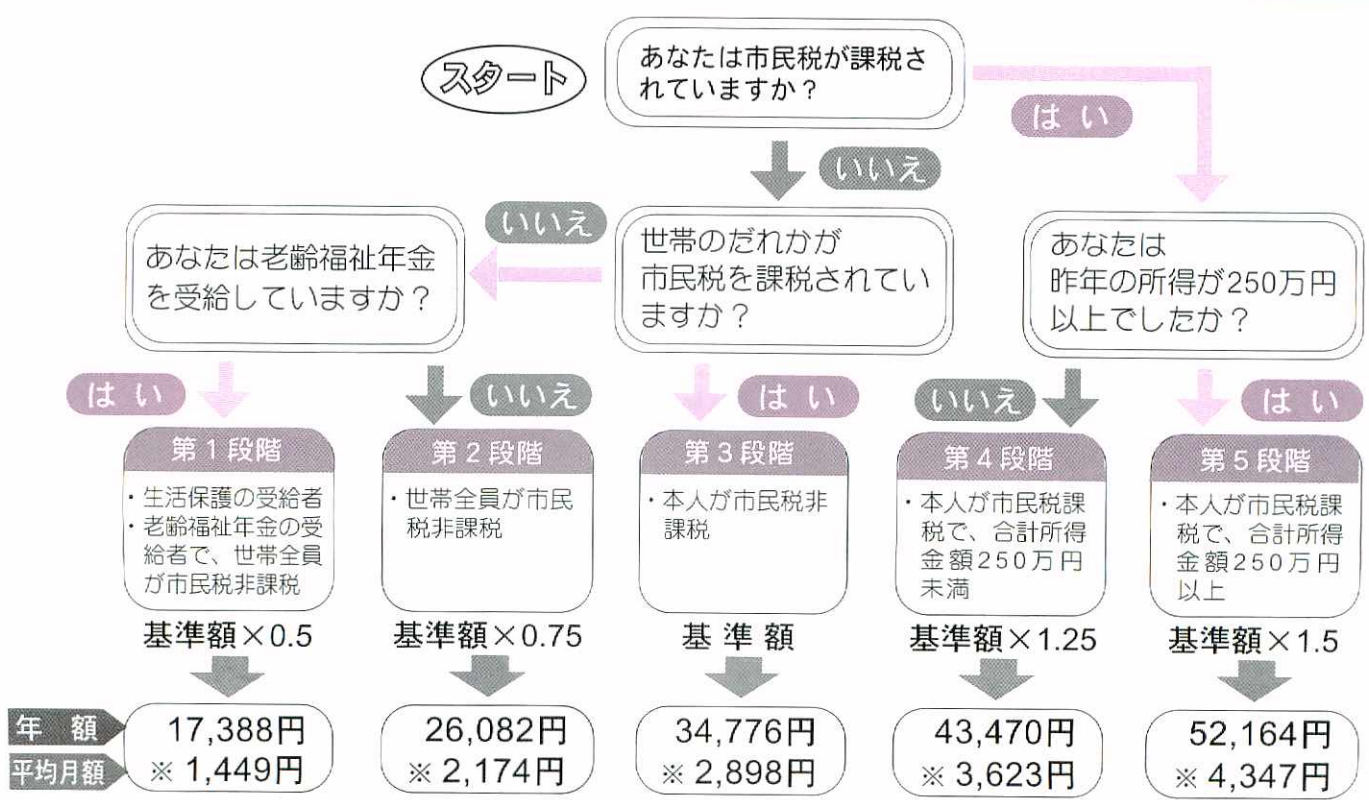 スタート
あなたは市民税が課税さ
れていますか？
はい
いいえ
あなたは老齢福祉年金
を受給していますか？
いいえ
世帯のだれかが
市民税を課税されてい
ますか？
あなたは
昨年の所得が250万円
以上でしたか？
はい
いいえ
はい
いいえ
はい
第1段階
・生活保護の受給者
・老齢福祉年金の受
給者で、世帯全員
が市民税非課税
基準額×0.5
第2段階
・世帯全員が市民
税非課税
基準額×0.75
第3段階
・本人が市民税非
課税
基準額
第4段階
・本人が市民税課
税で、合計所得
金額250万円
未満
基準額×1.25
第5段階
・本人が市民税課
税で、合計所得
金額250万円
以上
基準額×1.5
年額 17,388円 26,082円 34,776円 43,470円 52,164円
平均月額 ※1,449円 ※2,174円 ※2,898円 ※3,623円 ※4,347円